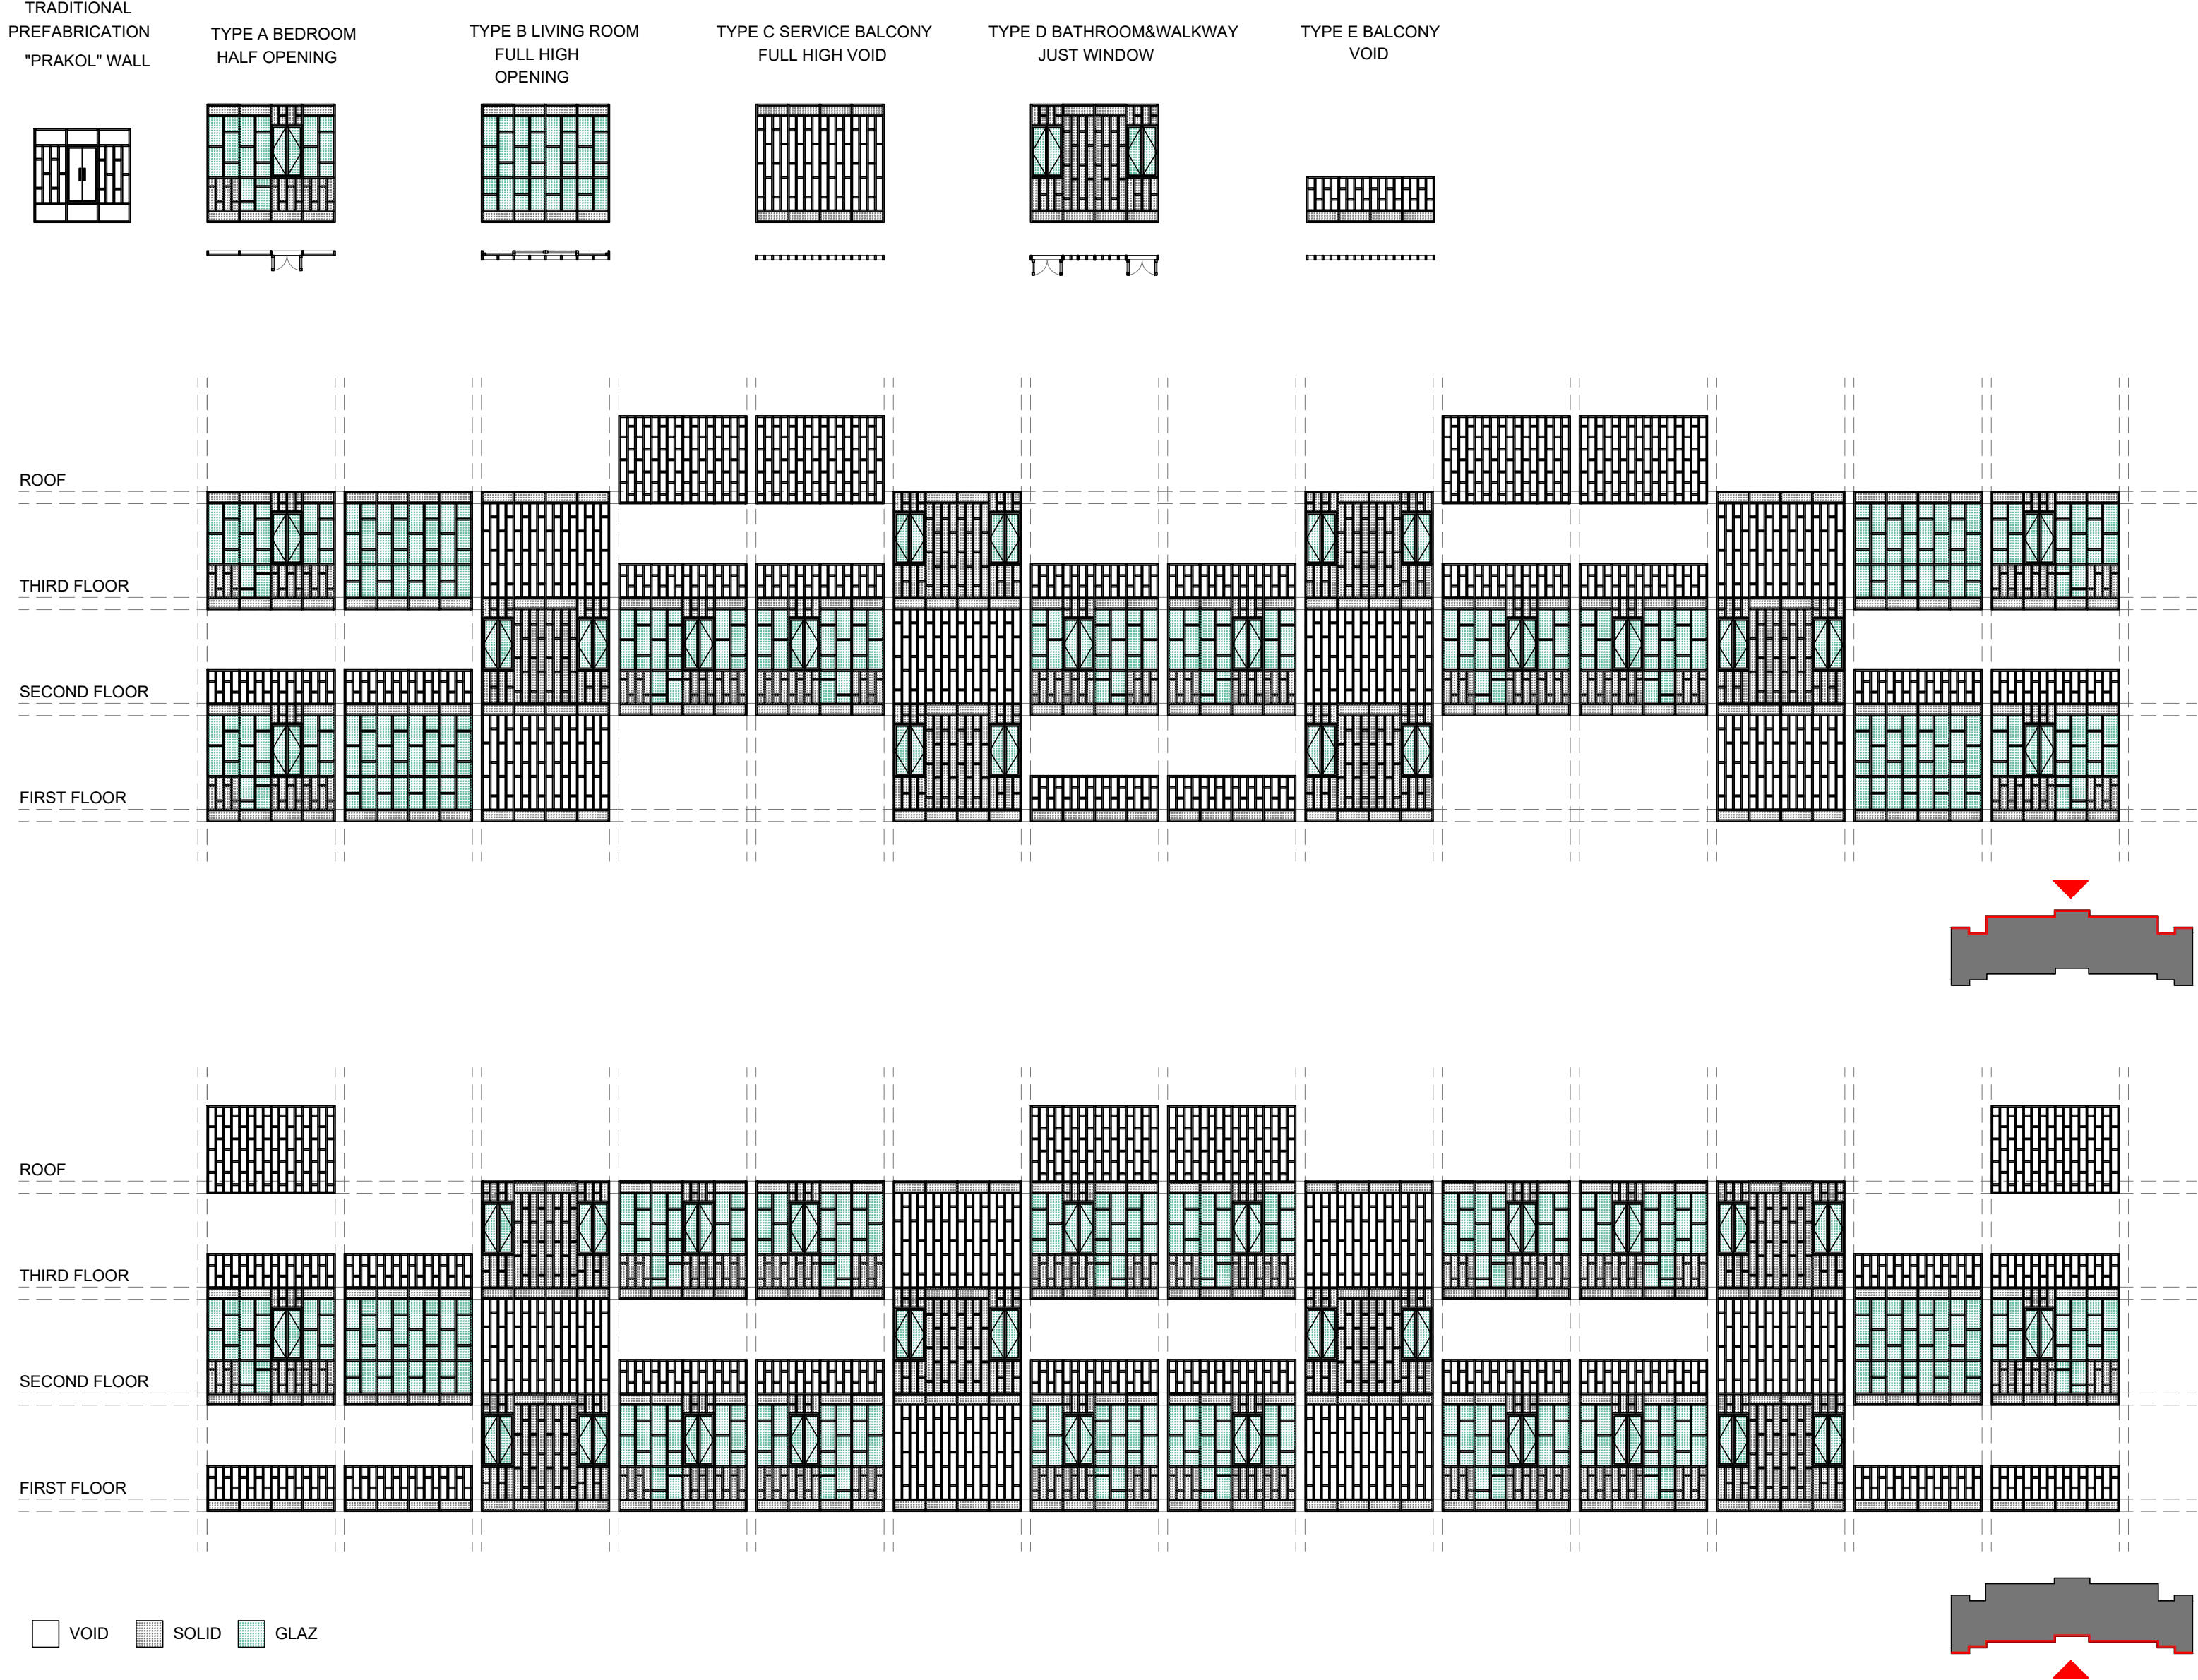 TRADITIONAL
PREFABRICATION
"PRAKOL" WALL
TYPE A BEDROOM
HALF OPENING
TYPE B LIVING ROOM
FULL HIGH
OPENING
TYPE C SERVICE BALCONY
FULL HIGH VOID
TYPE D BATHROOM&WALKWAY
JUST WINDOW
TYPE E BALCONY
VOID
ROOF
THIRD FLOOR
SECOND FLOOR
FIRST FLOOR
ROOF
THIRD FLOOR
SECOND FLOOR
FIRST FLOOR
VOID
SOLID
GLAZ